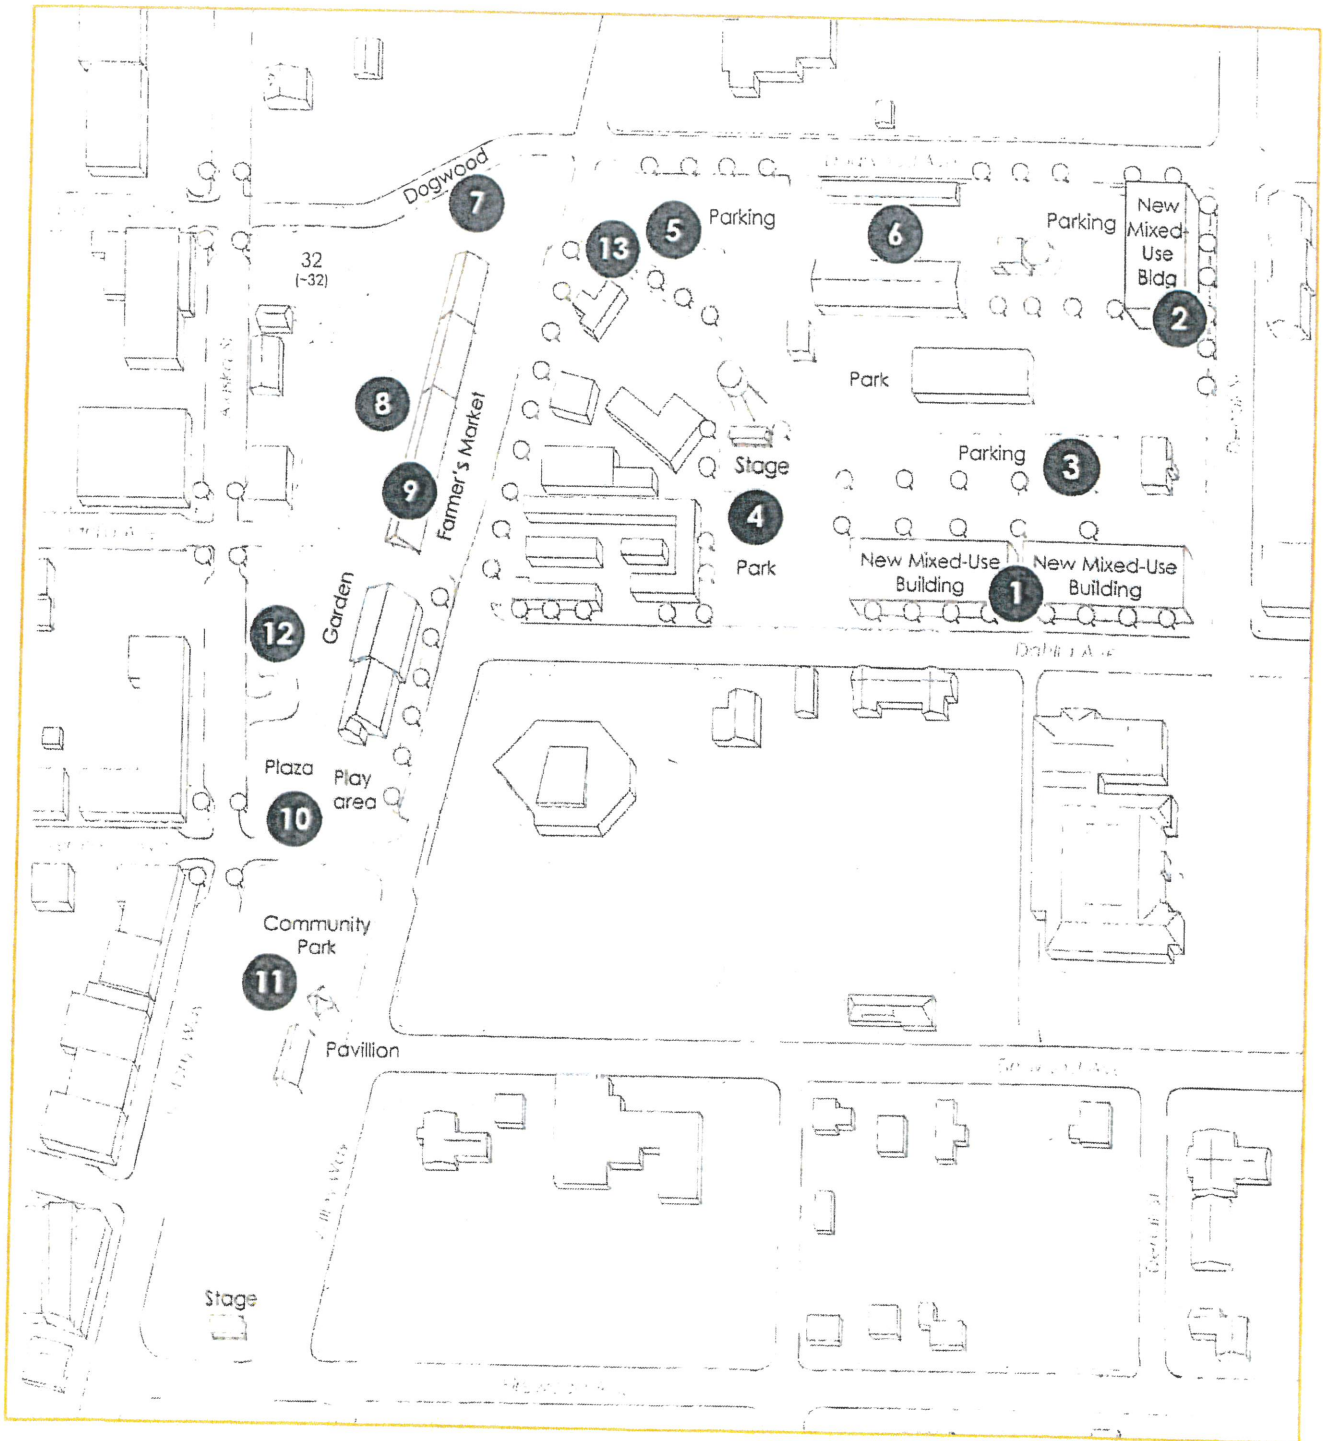 Dogwood
7
13
5
Parking
6
Parking
New
Mixed-
Use
Bldg
2
32
(~32)
8
9
Farmer's Market
Park
Stage
4
Park
Parking
3
New Mixed-Use
Building
1
New Mixed-Use
Building
Garden
12
Plaza
Play
area
10
Community
Park
11
Pavillion
Stage